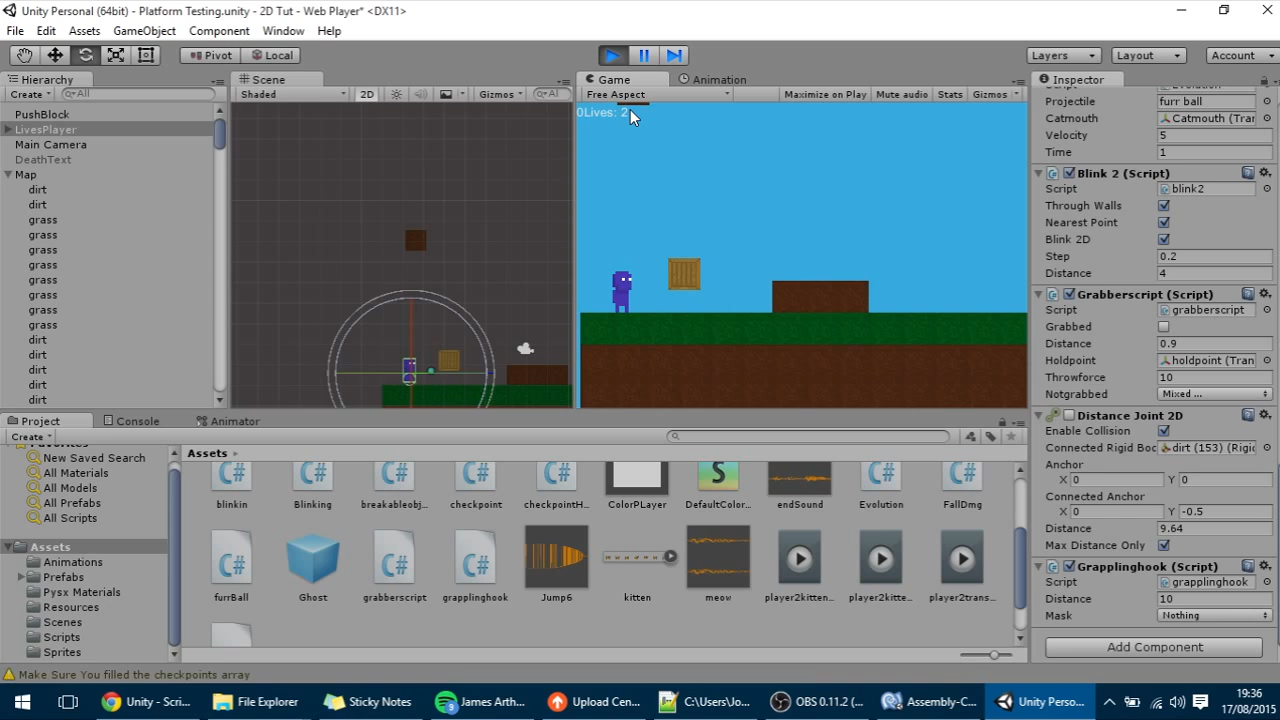 Unity Personal (64bit) - Platform Testing.unity - 2D Tut - Web Player* <DX11>
File Edit Assets GameObject Component Window Help
Pivot Local Layers Layout Account
Hierarchy
Create All
PushBlock
LivesPlayer
Main Camera
DeathText
Map
dirt
dirt
grass
grass
grass
grass
grass
grass
grass
grass
dirt
dirt
dirt
dirt
dirt
Scene
Shaded 2D Gizmos All
Game Animation
Free Aspect Maximize on Play Mute audio Stats Gizmos
0Lives: 2
Inspector
Projectile furr ball
Catmouth Catmouth (Tran
Velocity 5
Time 1
Blink 2 (Script)
Script blink2
Through Walls
Nearest Point
Blink 2D
Step 0.2
Distance 4
Grabberscript (Script)
Script grabberscript
Grabbed
Distance 0.9
Holdpoint holdpoint (Tran
Throwforce 10
Notgrabbed Mixed ...
Distance Joint 2D
Enable Collision
Connected Rigid Boc dirt (153) (Rigi
Anchor
X 0 Y 0
Connected Anchor
X 0 Y -0.5
Distance 9.64
Max Distance Only
Grapplinghook (Script)
Script grapplinghook
Distance 10
Mask Nothing
Add Component
Project Console Animator
Create
Favorites
New Saved Search
All Materials
All Models
All Prefabs
All Scripts
Assets
Animations
Prefabs
Pysx Materials
Resources
Scenes
Scripts
Sprites
Assets
blinkin Blinking breakableobj... checkpoint checkpointH... ColorPLayer DefaultColor... endSound Evolution FallDmg
furrBall Ghost grabberscript grapplinghook Jump6 kitten meow player2kitten... player2kitte... player2trans...
Make Sure You filled the checkpoints array
Unity - Scri... File Explorer Sticky Notes James Arth... Upload Cen... C:\Users\Jo... OBS 0.11.2 (... Assembly-C... Unity Perso...
19:36
17/08/2015